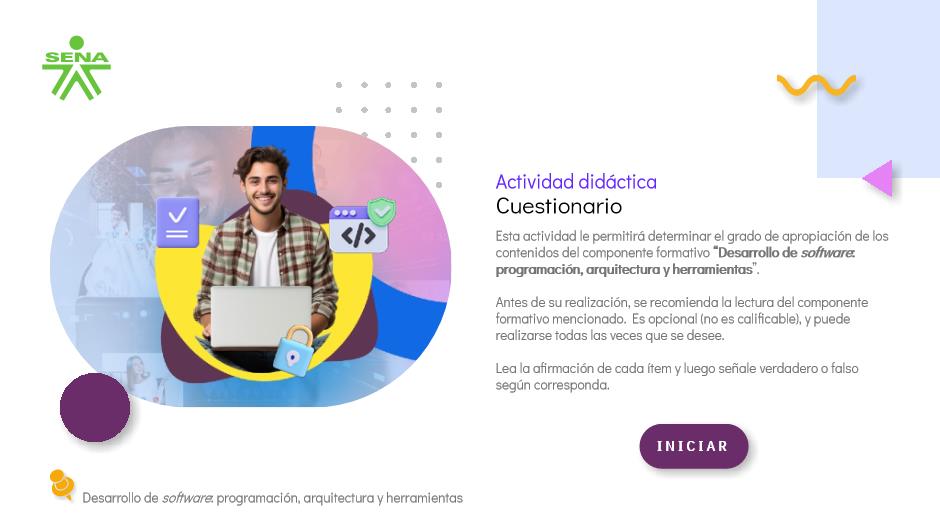 SENA
Actividad didáctica
Cuestionario
Esta actividad le permitirá determinar el grado de apropiación de los
contenidos del componente formativo “Desarrollo de software:
programación, arquitectura y herramientas”.
Antes de su realización, se recomienda la lectura del componente
formativo mencionado. Es opcional (no es calificable), y puede
realizarse todas las veces que se desee.
Lea la afirmación de cada ítem y luego señale verdadero o falso
según corresponda.
INICIAR
Desarrollo de software: programación, arquitectura y herramientas